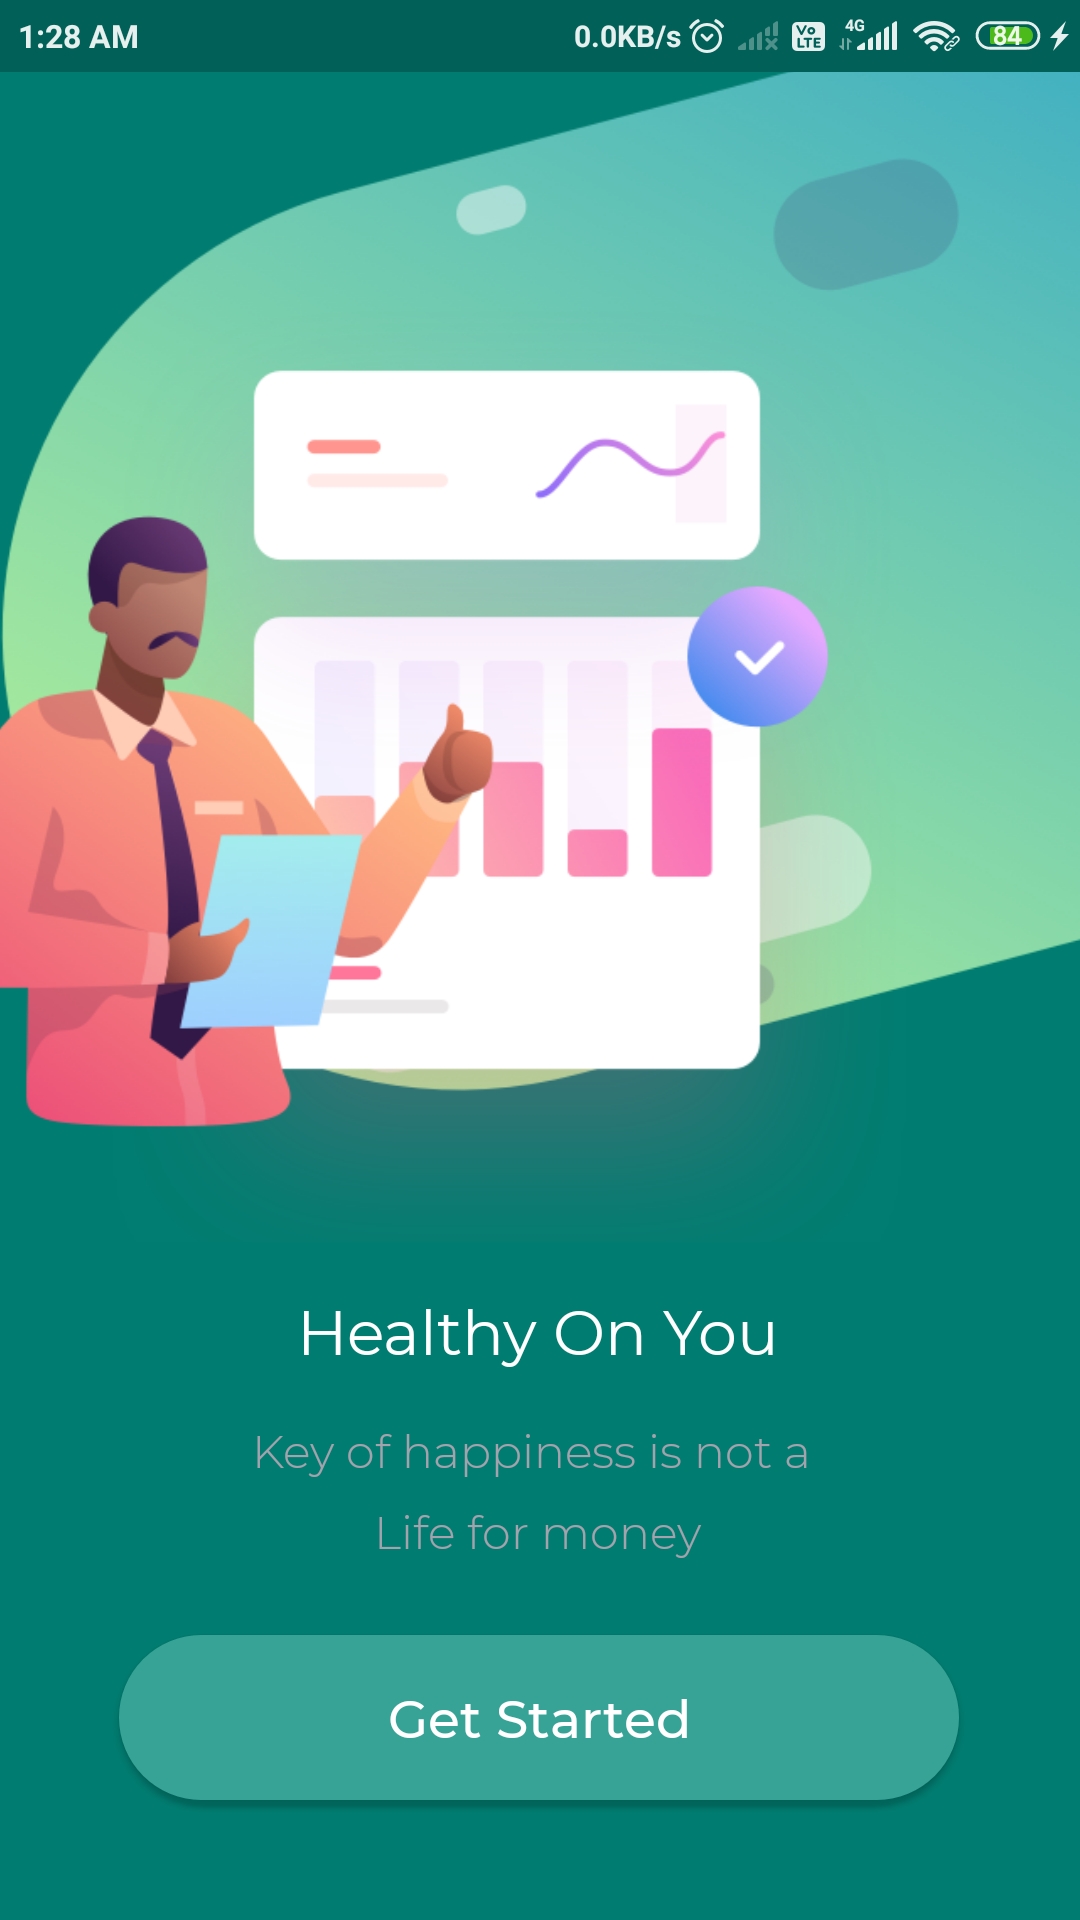 1:28 AM 0.0KB/s Vo LTE 4G 84
Healthy On You
Key of happiness is not a
Life for money
Get Started